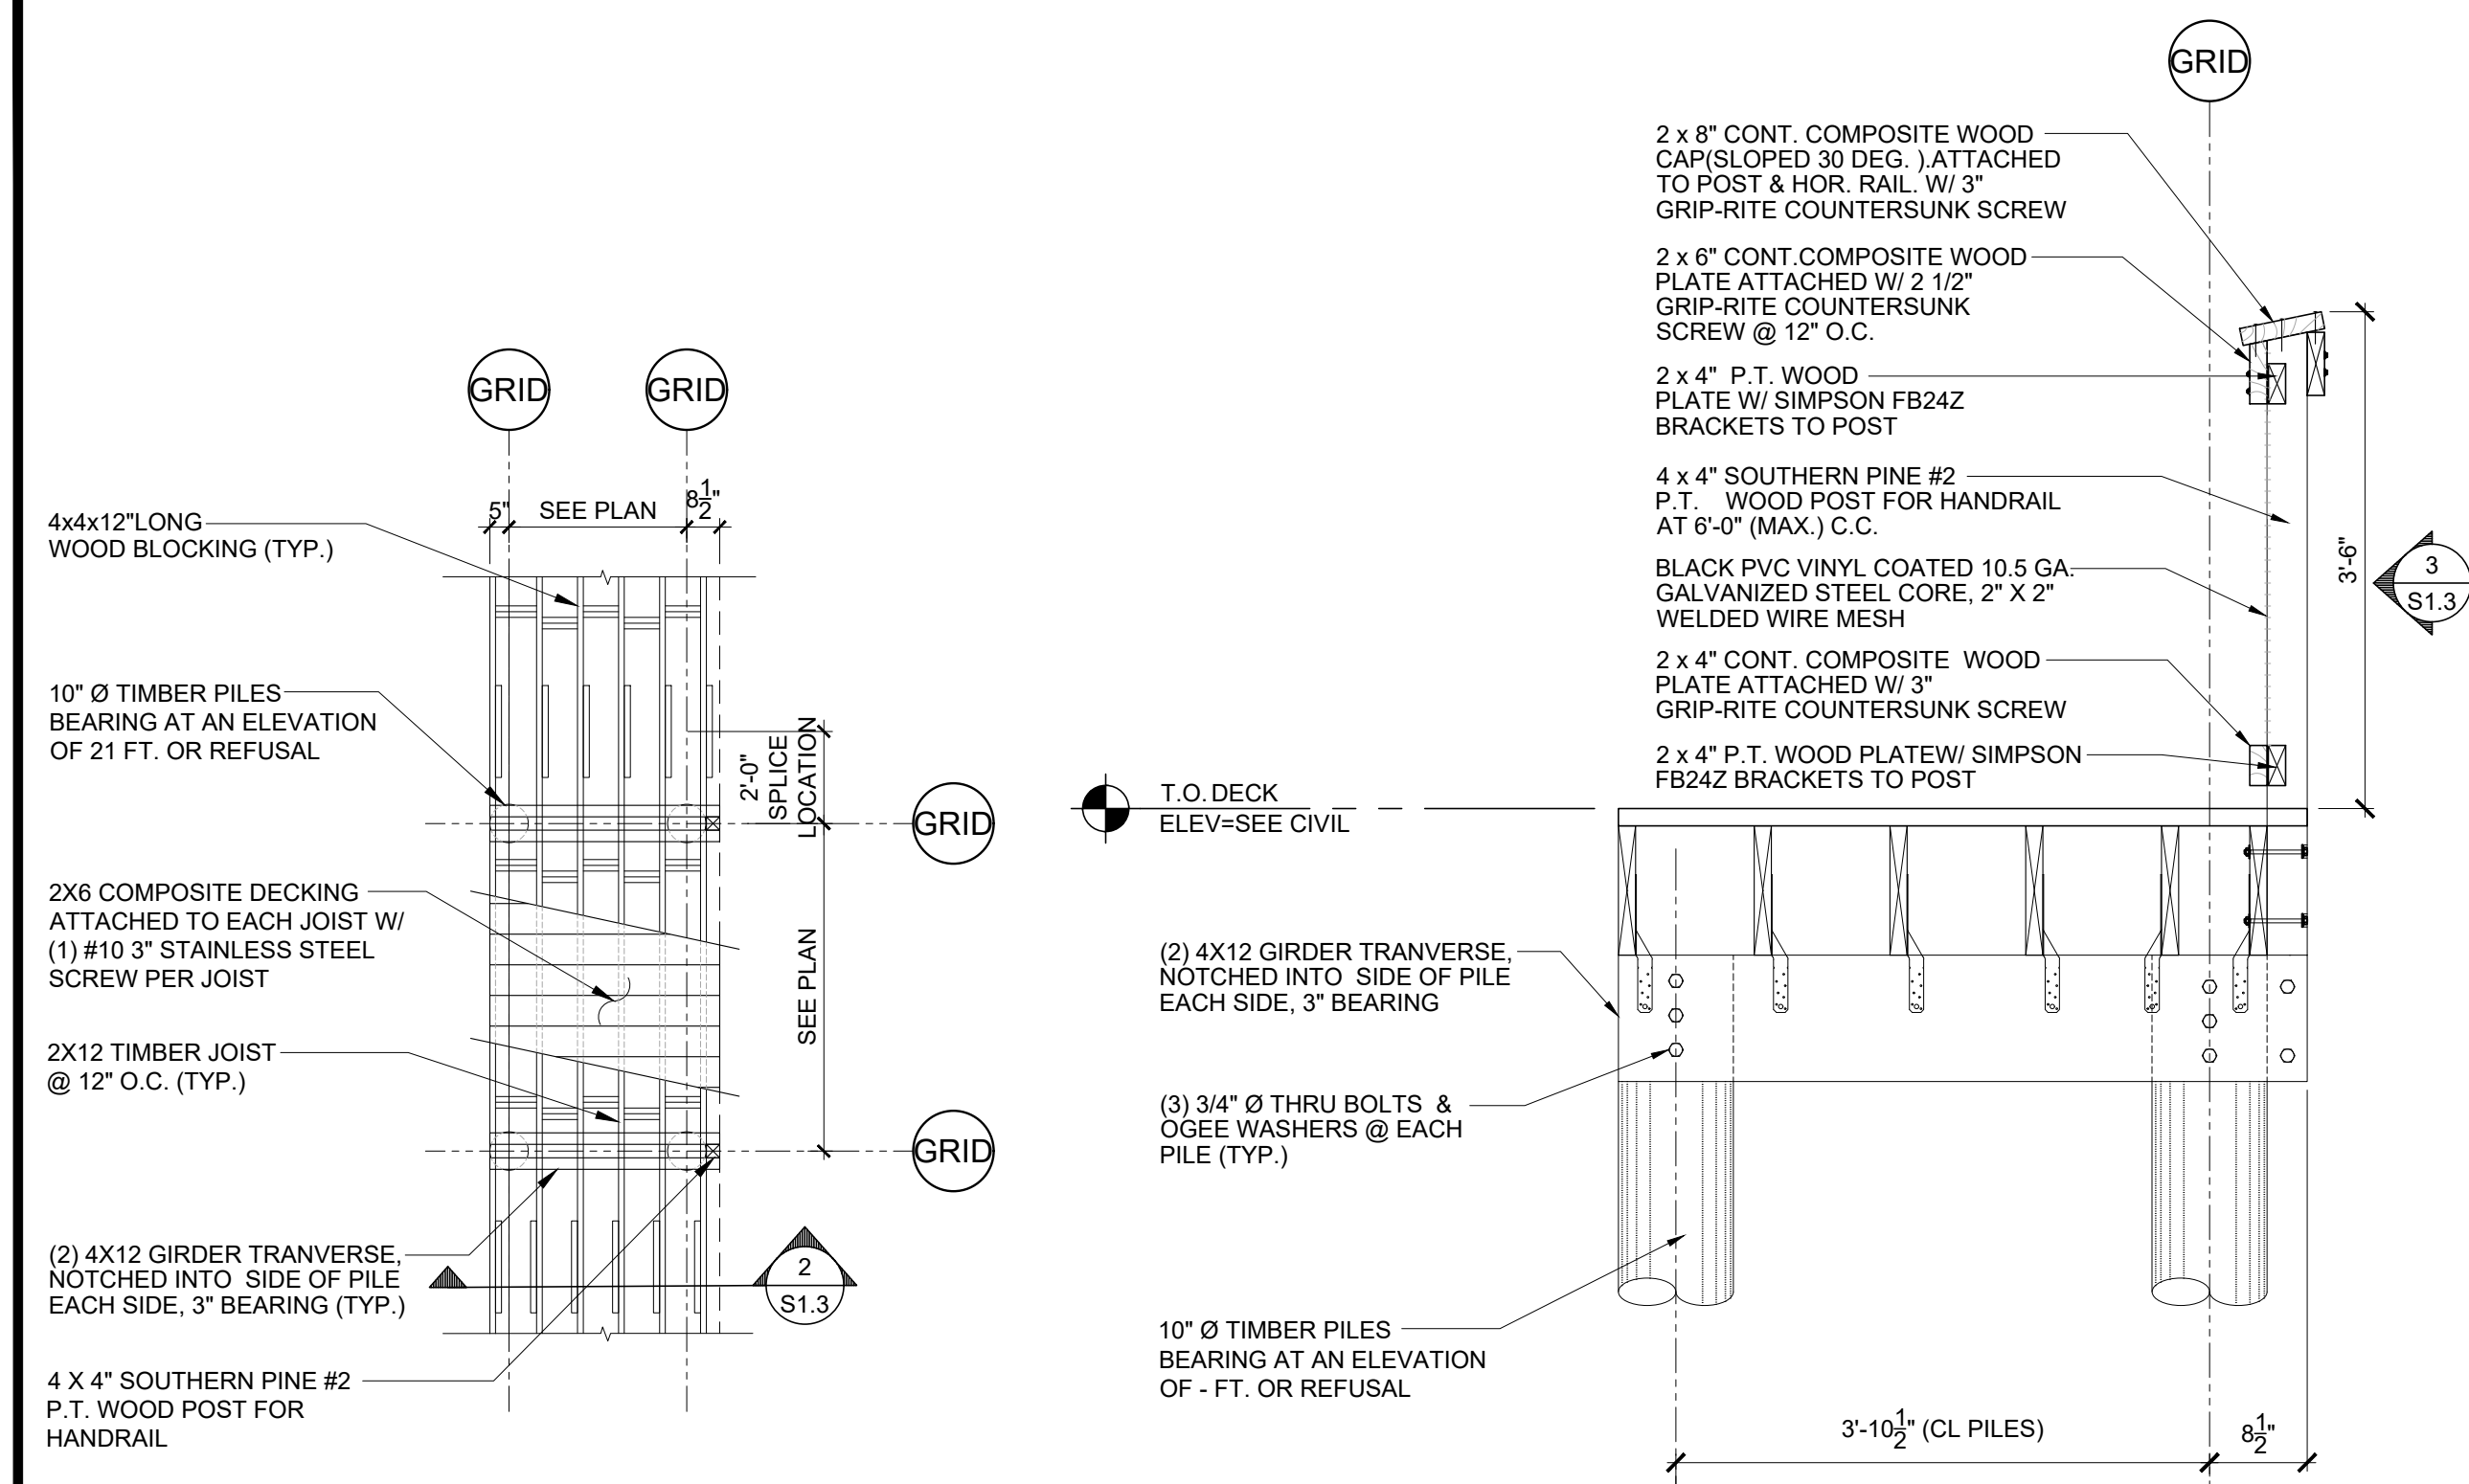 GRID
GRID
5"
SEE PLAN
8 1/2"
4x4x12"LONG
WOOD BLOCKING (TYP.)
10" Ø TIMBER PILES
BEARING AT AN ELEVATION
OF 21 FT. OR REFUSAL
2'-0"
SPLICE
LOCATION
GRID
2X6 COMPOSITE DECKING
ATTACHED TO EACH JOIST W/
(1) #10 3" STAINLESS STEEL
SCREW PER JOIST
SEE PLAN
2X12 TIMBER JOIST
@ 12" O.C. (TYP.)
GRID
(2) 4X12 GIRDER TRANVERSE,
NOTCHED INTO SIDE OF PILE
EACH SIDE, 3" BEARING (TYP.)
2
S1.3
4 X 4" SOUTHERN PINE #2
P.T. WOOD POST FOR
HANDRAIL
GRID
2 x 8" CONT. COMPOSITE WOOD
CAP(SLOPED 30 DEG. ).ATTACHED
TO POST & HOR. RAIL. W/ 3"
GRIP-RITE COUNTERSUNK SCREW
2 x 6" CONT.COMPOSITE WOOD
PLATE ATTACHED W/ 2 1/2"
GRIP-RITE COUNTERSUNK
SCREW @ 12" O.C.
2 x 4" P.T. WOOD
PLATE W/ SIMPSON FB24Z
BRACKETS TO POST
4 x 4" SOUTHERN PINE #2
P.T. WOOD POST FOR HANDRAIL
AT 6'-0" (MAX.) C.C.
BLACK PVC VINYL COATED 10.5 GA.
GALVANIZED STEEL CORE, 2" X 2"
WELDED WIRE MESH
2 x 4" CONT. COMPOSITE WOOD
PLATE ATTACHED W/ 3"
GRIP-RITE COUNTERSUNK SCREW
2 x 4" P.T. WOOD PLATEW/ SIMPSON
FB24Z BRACKETS TO POST
3'-6"
3
S1.3
T.O. DECK
ELEV=SEE CIVIL
(2) 4X12 GIRDER TRANVERSE,
NOTCHED INTO SIDE OF PILE
EACH SIDE, 3" BEARING
(3) 3/4" Ø THRU BOLTS &
OGEE WASHERS @ EACH
PILE (TYP.)
10" Ø TIMBER PILES
BEARING AT AN ELEVATION
OF - FT. OR REFUSAL
3'-10 1/2" (CL PILES)
8 1/2"